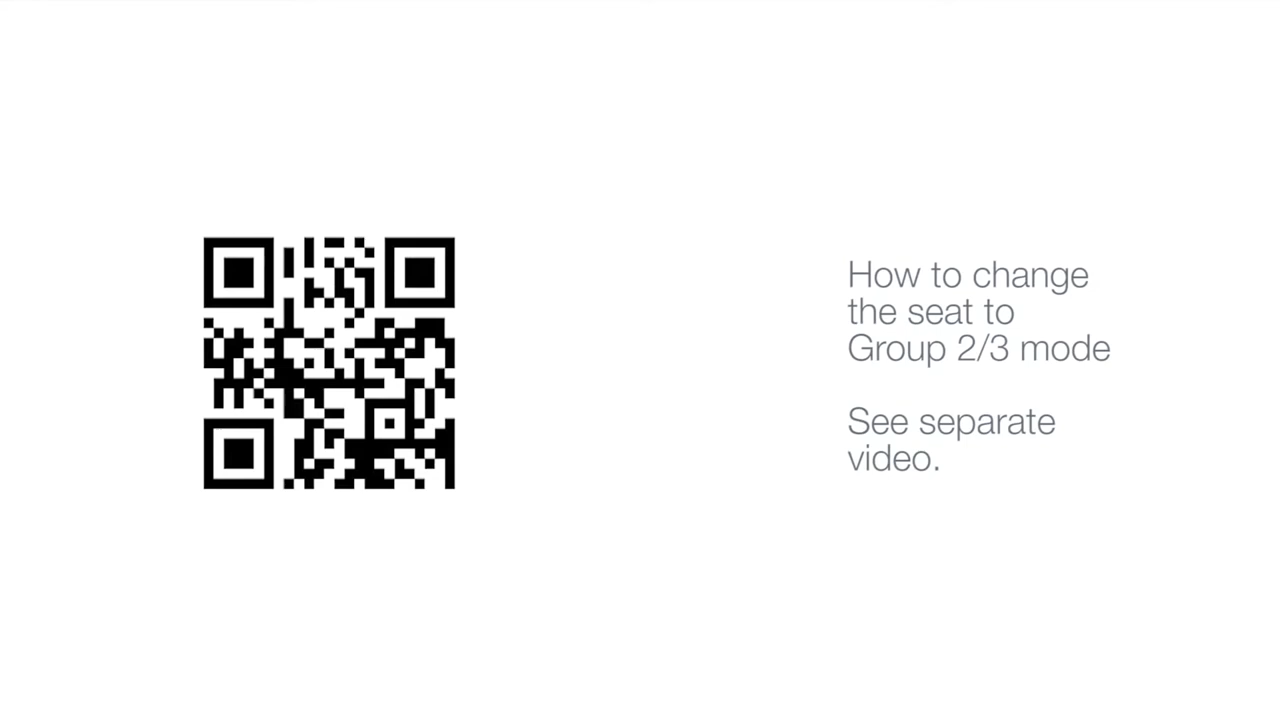 How to change
the seat to
Group 2/3 mode
See separate
video.